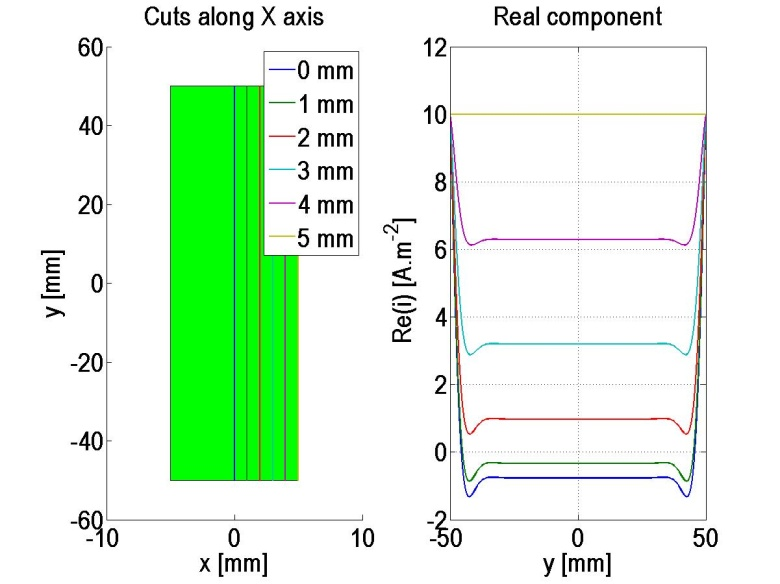 Cuts along X axis
60
40
20
0
-20
-40
-60
-10
0
10
x [mm]
y [mm]
0 mm
1 mm
2 mm
3 mm
4 mm
5 mm
Real component
12
10
8
6
4
2
0
-2
-50
0
50
y [mm]
Re(i) [A.m-2]